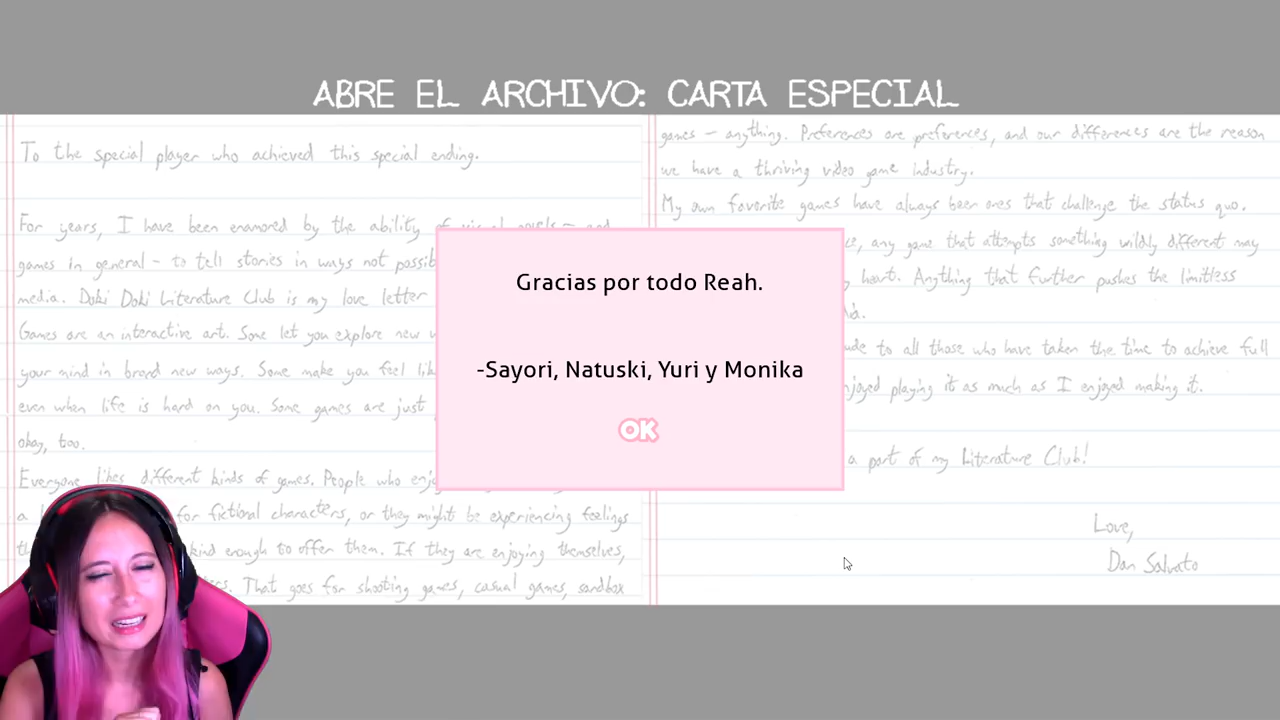 ABRE EL ARCHIVO: CARTA ESPECIAL
To the special player who achieved this special ending.
For years, I have been enamored by the ability of visual novels - and
games in general - to tell stories in ways not possib
media. Doki Doki Literature Club is my love letter
Games are an interactive art. Some let you explore new w
your mind in brand new ways. Some make you feel lik
even when life is hard on you. Some games are just
okay, too.
Everyone likes different kinds of games. People who enj
a for fictional characters, or they might be experiencing feelings
kind enough to offer them. If they are enjoying themselves,
That goes for shooting games, casual games, sandbox
games - anything. Preferences are preferences, and our differences are the reason
we have a thriving video game industry.
My own favorite games have always been ones that challenge the status quo.
any game that attempts something wildly different may
heart. Anything that further pushes the limitless
ude to all those who have taken the time to achieve full
njoyed playing it as much as I enjoyed making it.
a part of my Literature Club!
Love,
Dan Salvato
Gracias por todo Reah.
-Sayori, Natuski, Yuri y Monika
OK